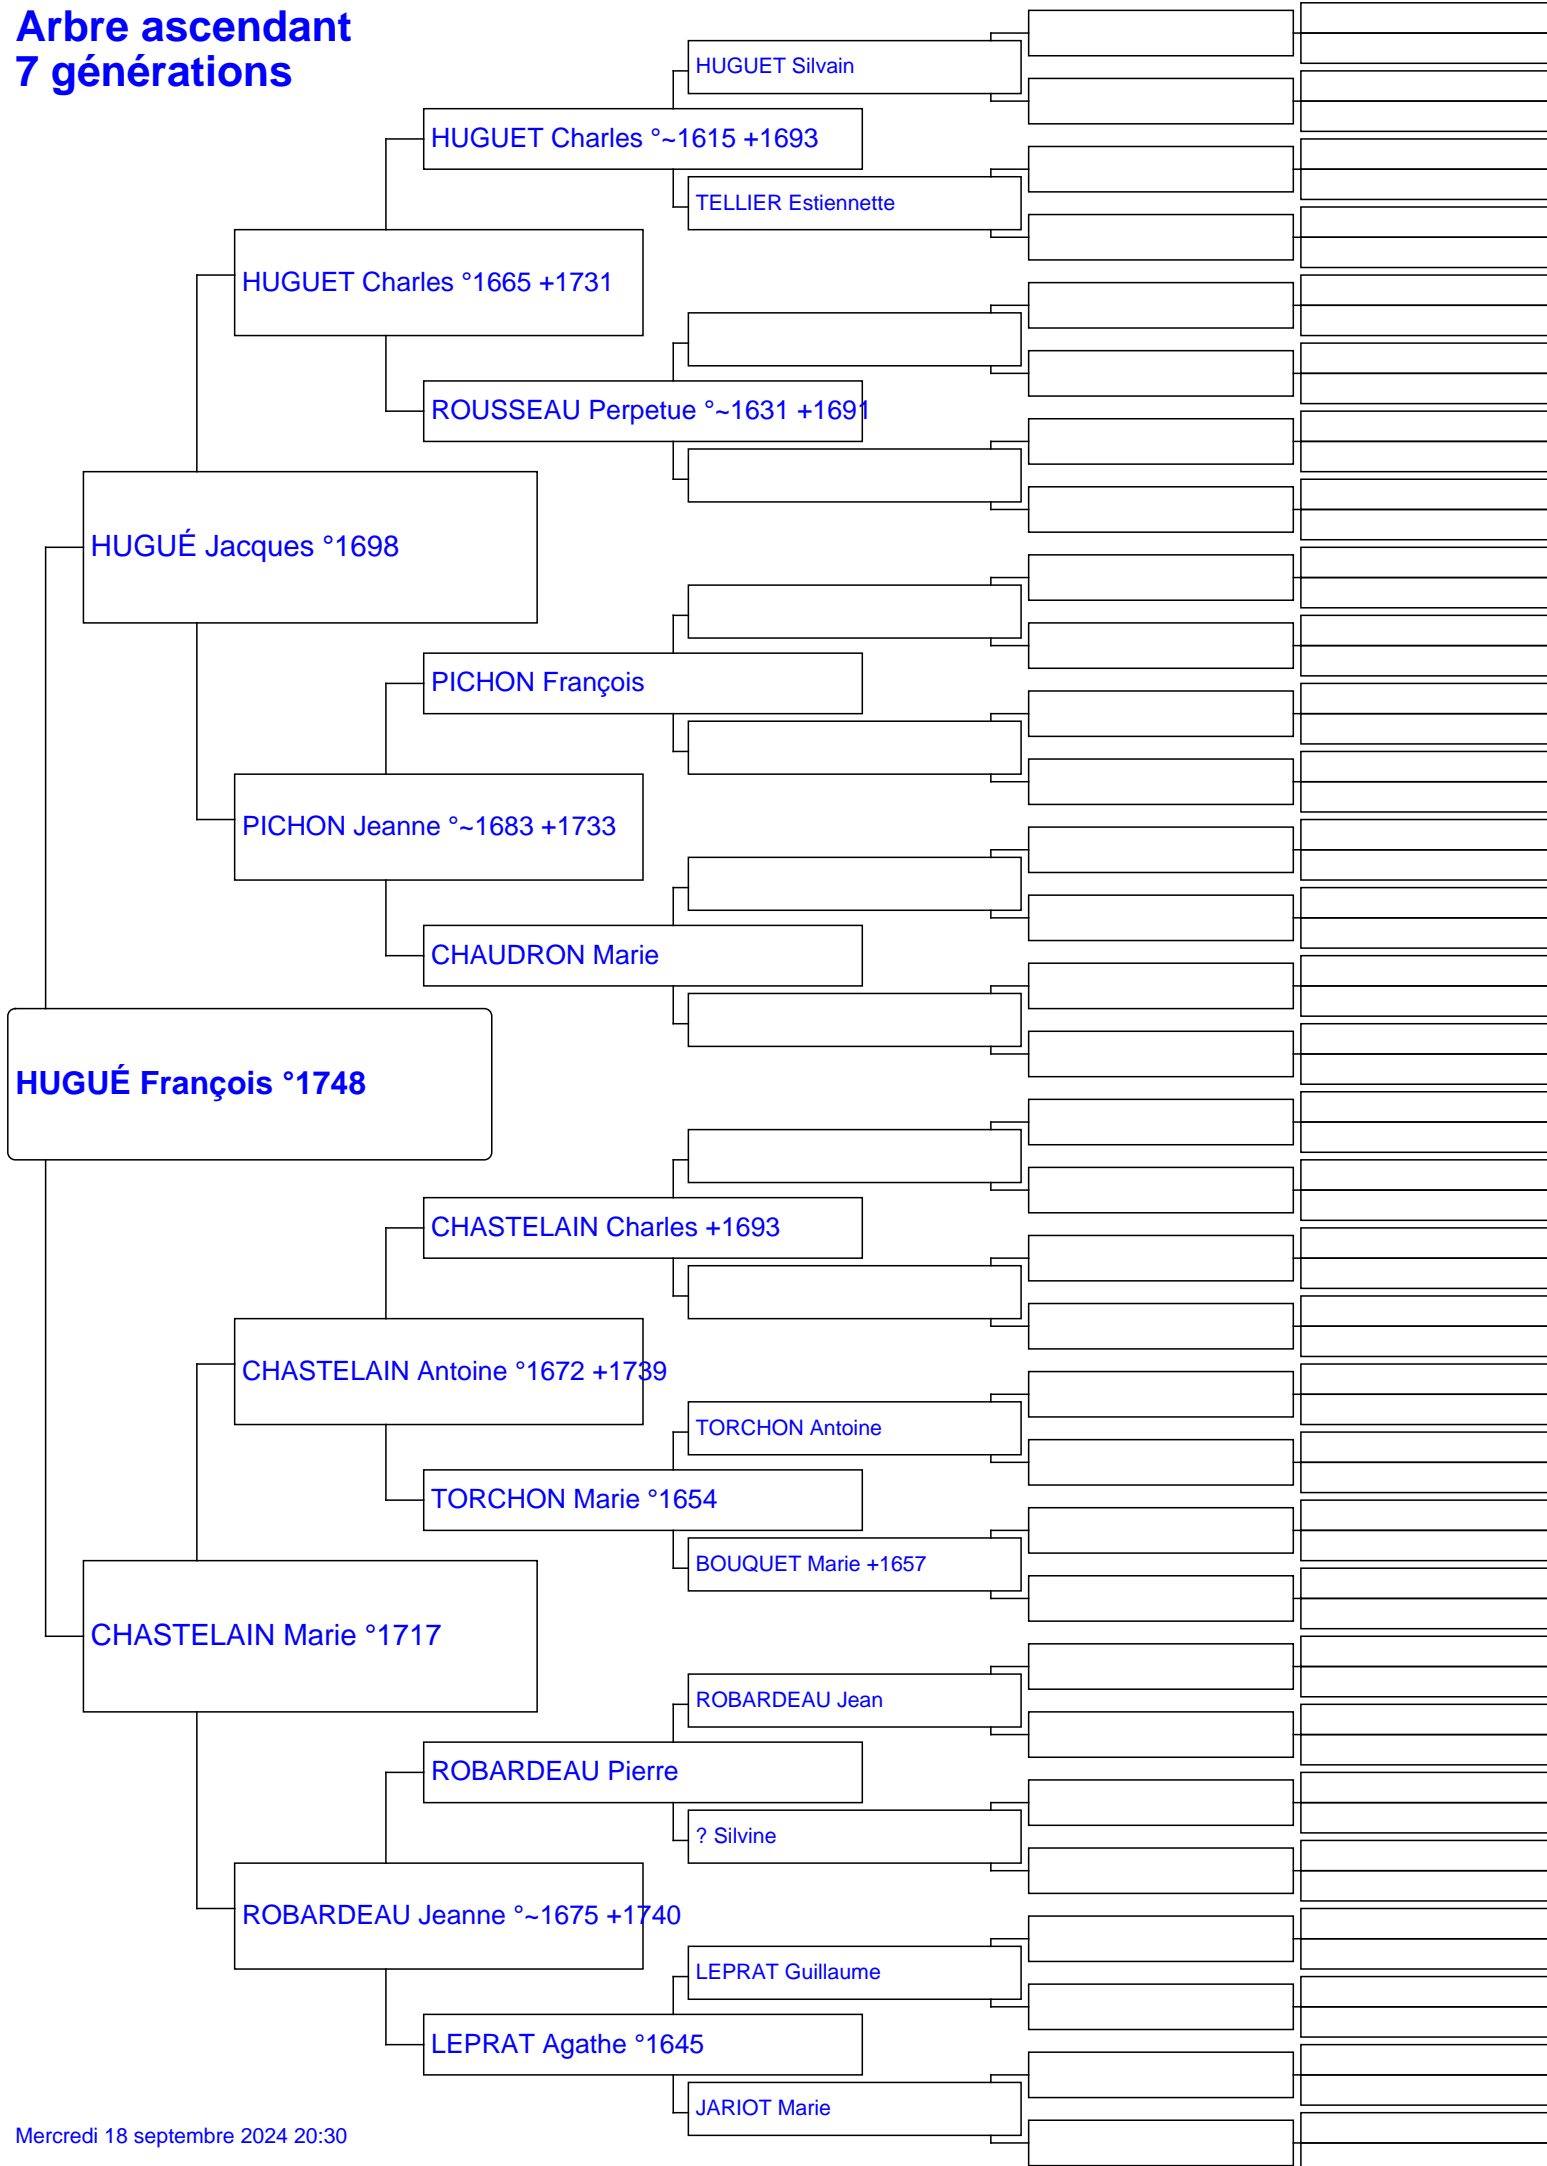 Arbre ascendant
7 générations
HUGUET Silvain
HUGUET Charles °~1615 +1693
TELLIER Estiennette
HUGUET Charles °1665 +1731
ROUSSEAU Perpetue °~1631 +1691
HUGUÉ Jacques °1698
PICHON François
PICHON Jeanne °~1683 +1733
CHAUDRON Marie
HUGUÉ François °1748
CHASTELAIN Charles +1693
CHASTELAIN Antoine °1672 +1739
TORCHON Antoine
TORCHON Marie °1654
BOUQUET Marie +1657
CHASTELAIN Marie °1717
ROBARDEAU Jean
ROBARDEAU Pierre
? Silvine
ROBARDEAU Jeanne °~1675 +1740
LEPRAT Guillaume
LEPRAT Agathe °1645
JARIOT Marie
Mercredi 18 septembre 2024 20:30